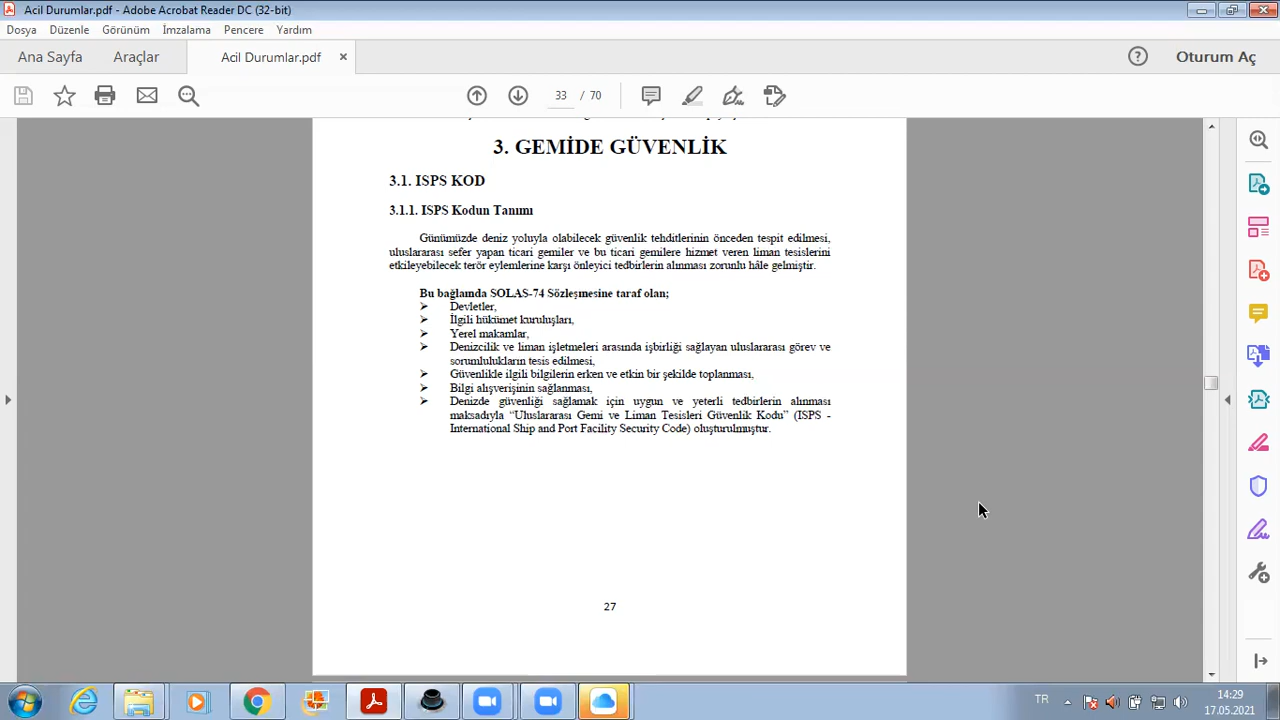 Acil Durumlar.pdf - Adobe Acrobat Reader DC (32-bit)
Dosya Düzenle Görünüm İmzalama Pencere Yardım
Ana Sayfa Araçlar Acil Durumlar.pdf × Oturum Aç
33 / 70
3. GEMİDE GÜVENLİK
3.1. ISPS KOD
3.1.1. ISPS Kodun Tanımı
Günümüzde deniz yoluyla olabilecek güvenlik tehditlerinin önceden tespit edilmesi,
uluslararası sefer yapan ticari gemiler ve bu ticari gemilere hizmet veren liman tesislerini
etkileyebilecek terör eylemlerine karşı önleyici tedbirlerin alınması zorunlu hâle gelmiştir.
Bu bağlamda SOLAS-74 Sözleşmesine taraf olan;
➤ Devletler,
➤ İlgili hükümet kuruluşları,
➤ Yerel makamlar,
➤ Denizcilik ve liman işletmeleri arasında işbirliği sağlayan uluslararası görev ve
sorumlulukların tesis edilmesi,
➤ Güvenlikle ilgili bilgilerin erken ve etkin bir şekilde toplanması,
➤ Bilgi alışverişinin sağlanması,
➤ Denizde güvenliği sağlamak için uygun ve yeterli tedbirlerin alınması
maksadıyla “Uluslararası Gemi ve Liman Tesisleri Güvenlik Kodu” (ISPS -
International Ship and Port Facility Security Code) oluşturulmuştur.
27
TR
14:29
17.05.2021